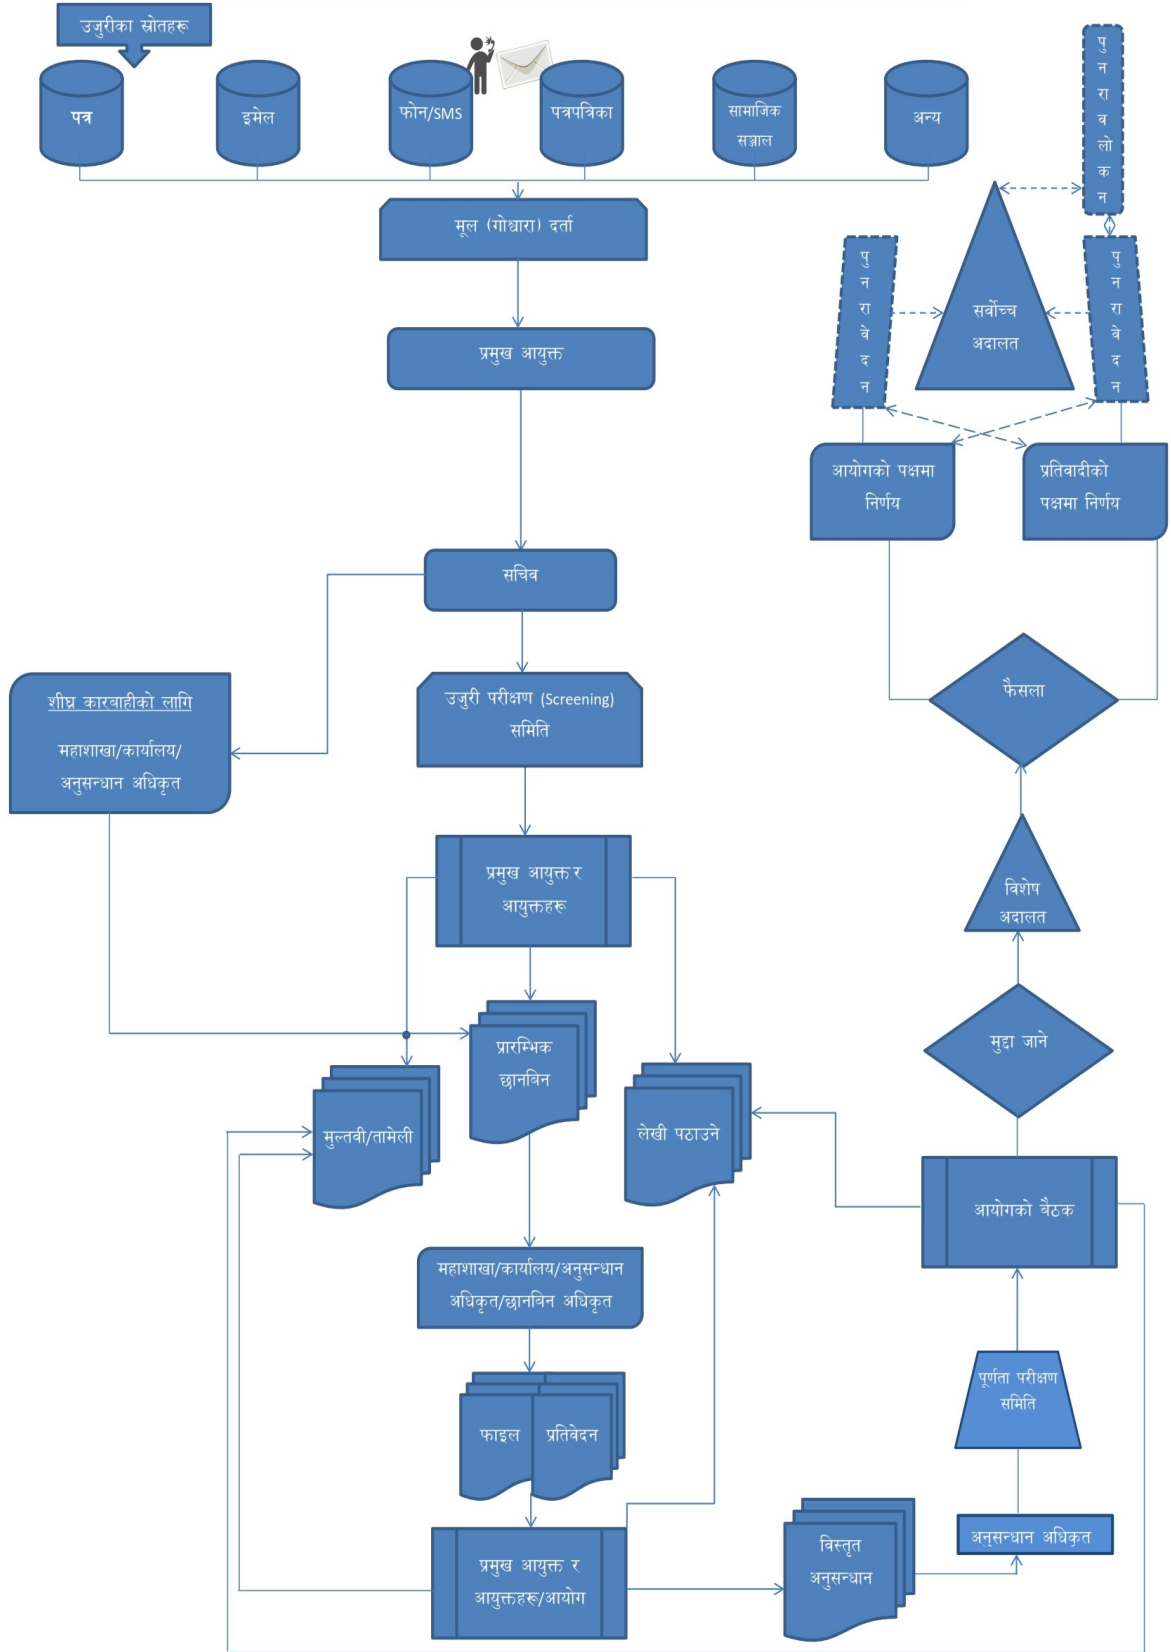 उजुरीका स्रोतहरू
पत्र
इमेल
फोन/SMS
पत्रपत्रिका
सामाजिक
सञ्जाल
अन्य
मूल (गोश्वारा) दर्ता
प्रमुख आयुक्त
सचिव
शीघ्र कारबाहीको लागि
महाशाखा/कार्यालय/
अनुसन्धान अधिकृत
उजुरी परीक्षण (Screening)
समिति
प्रमुख आयुक्त र
आयुक्तहरू
प्रारम्भिक
छानबिन
मुल्तवी/तामेली
लेखी पठाउने
महाशाखा/कार्यालय/अनुसन्धान
अधिकृत/छानबिन अधिकृत
फाइल
प्रतिवेदन
प्रमुख आयुक्त र
आयुक्तहरू/आयोग
विस्तृत
अनुसन्धान
अनुसन्धान अधिकृत
पूर्णता परीक्षण
समिति
आयोगको बैठक
मुद्दा जाने
विशेष
अदालत
फैसला
आयोगको पक्षमा
निर्णय
प्रतिवादीको
पक्षमा निर्णय
पुनरावेदन
सर्वोच्च
अदालत
पुनरावेदन
पुनरावलोकन